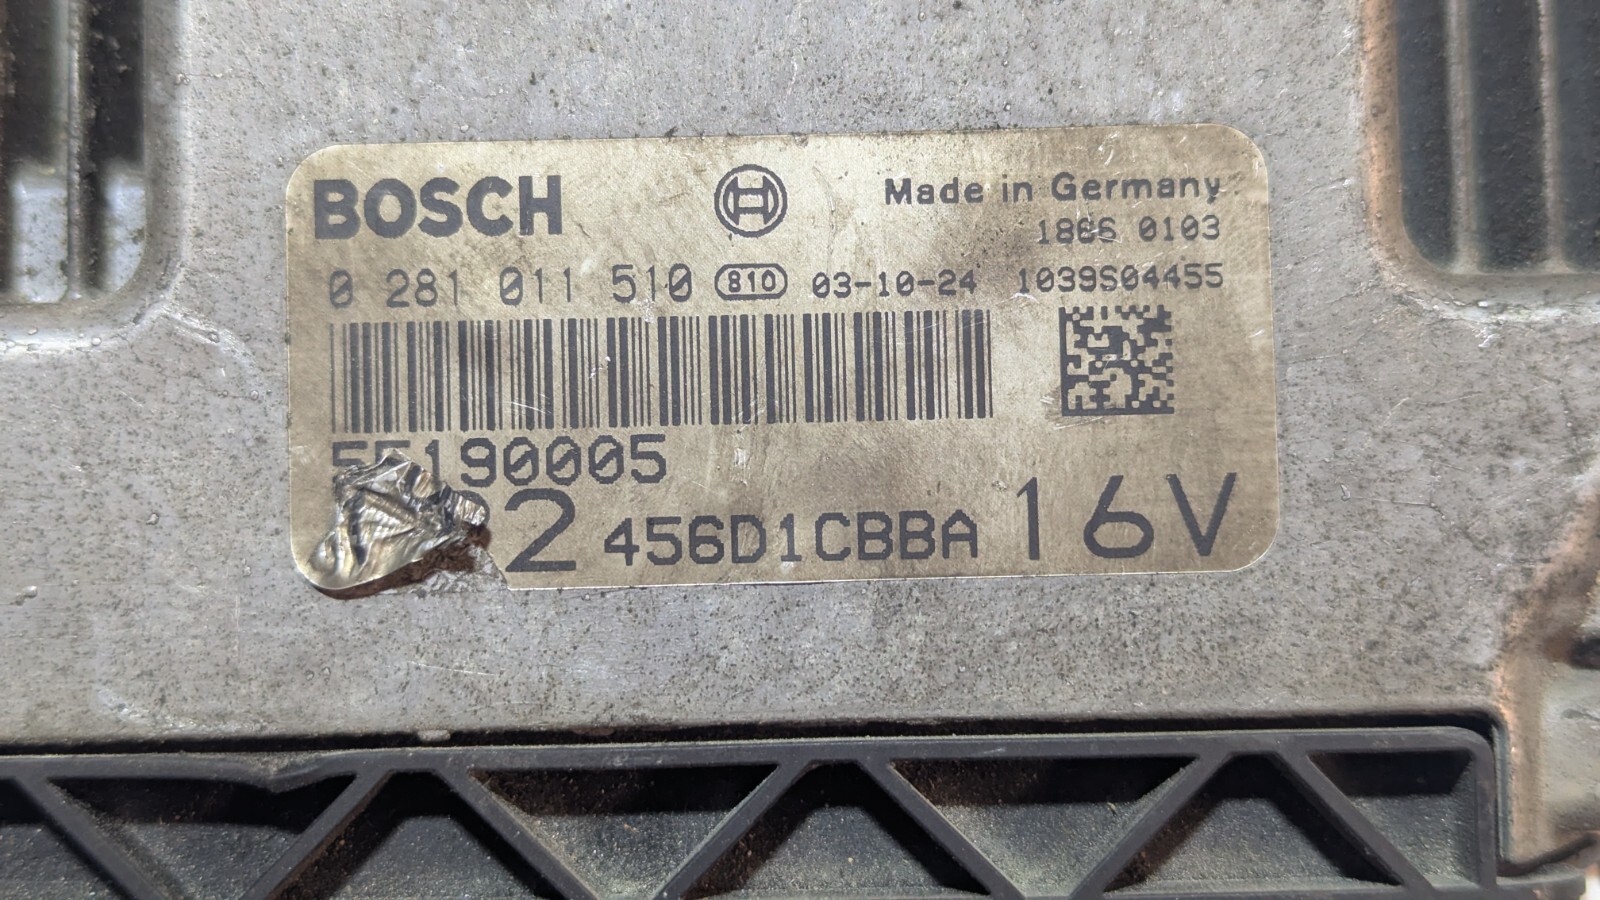 BOSCH Made in Germany
1866 0103
0 281 011 510 810 03-10-24 1039S04455
55190005
2 456D1CBBA 16V